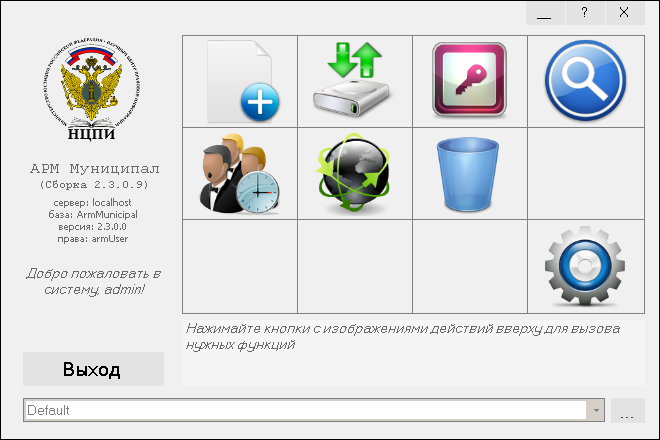 ?
X
НЦПИ
АРМ Муниципал
(Сборка 2.3.0.9)
сервер: localhost
база: ArmMunicipal
версия: 2.3.0.0
права: armUser
Добро пожаловать в
систему, admin!
Нажимайте кнопки с изображениями действий вверху для вызова
нужных функций
Выход
Default
...